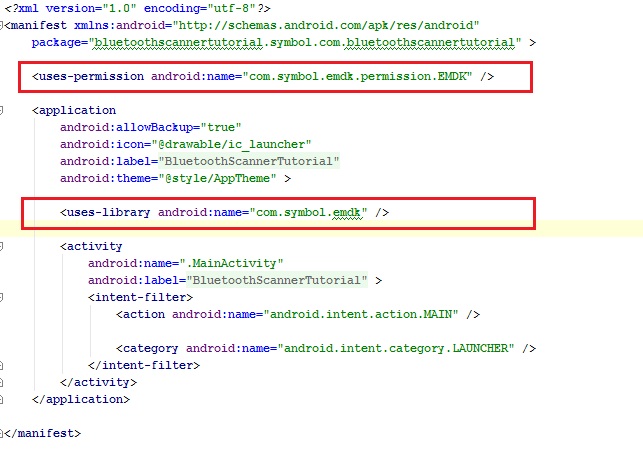 <?xml version="1.0" encoding="utf-8"?>
<manifest xmlns:android="http://schemas.android.com/apk/res/android"
package="bluetoothscannertutorial.symbol.com.bluetoothscannertutorial" >
<uses-permission android:name="com.symbol.emdk.permission.EMDK" />
<application
android:allowBackup="true"
android:icon="@drawable/ic_launcher"
android:label="BluetoothScannerTutorial"
android:theme="@style/AppTheme" >
<uses-library android:name="com.symbol.emdk" />
<activity
android:name=".MainActivity"
android:label="BluetoothScannerTutorial" >
<intent-filter>
<action android:name="android.intent.action.MAIN" />
<category android:name="android.intent.category.LAUNCHER" />
</intent-filter>
</activity>
</application>
</manifest>